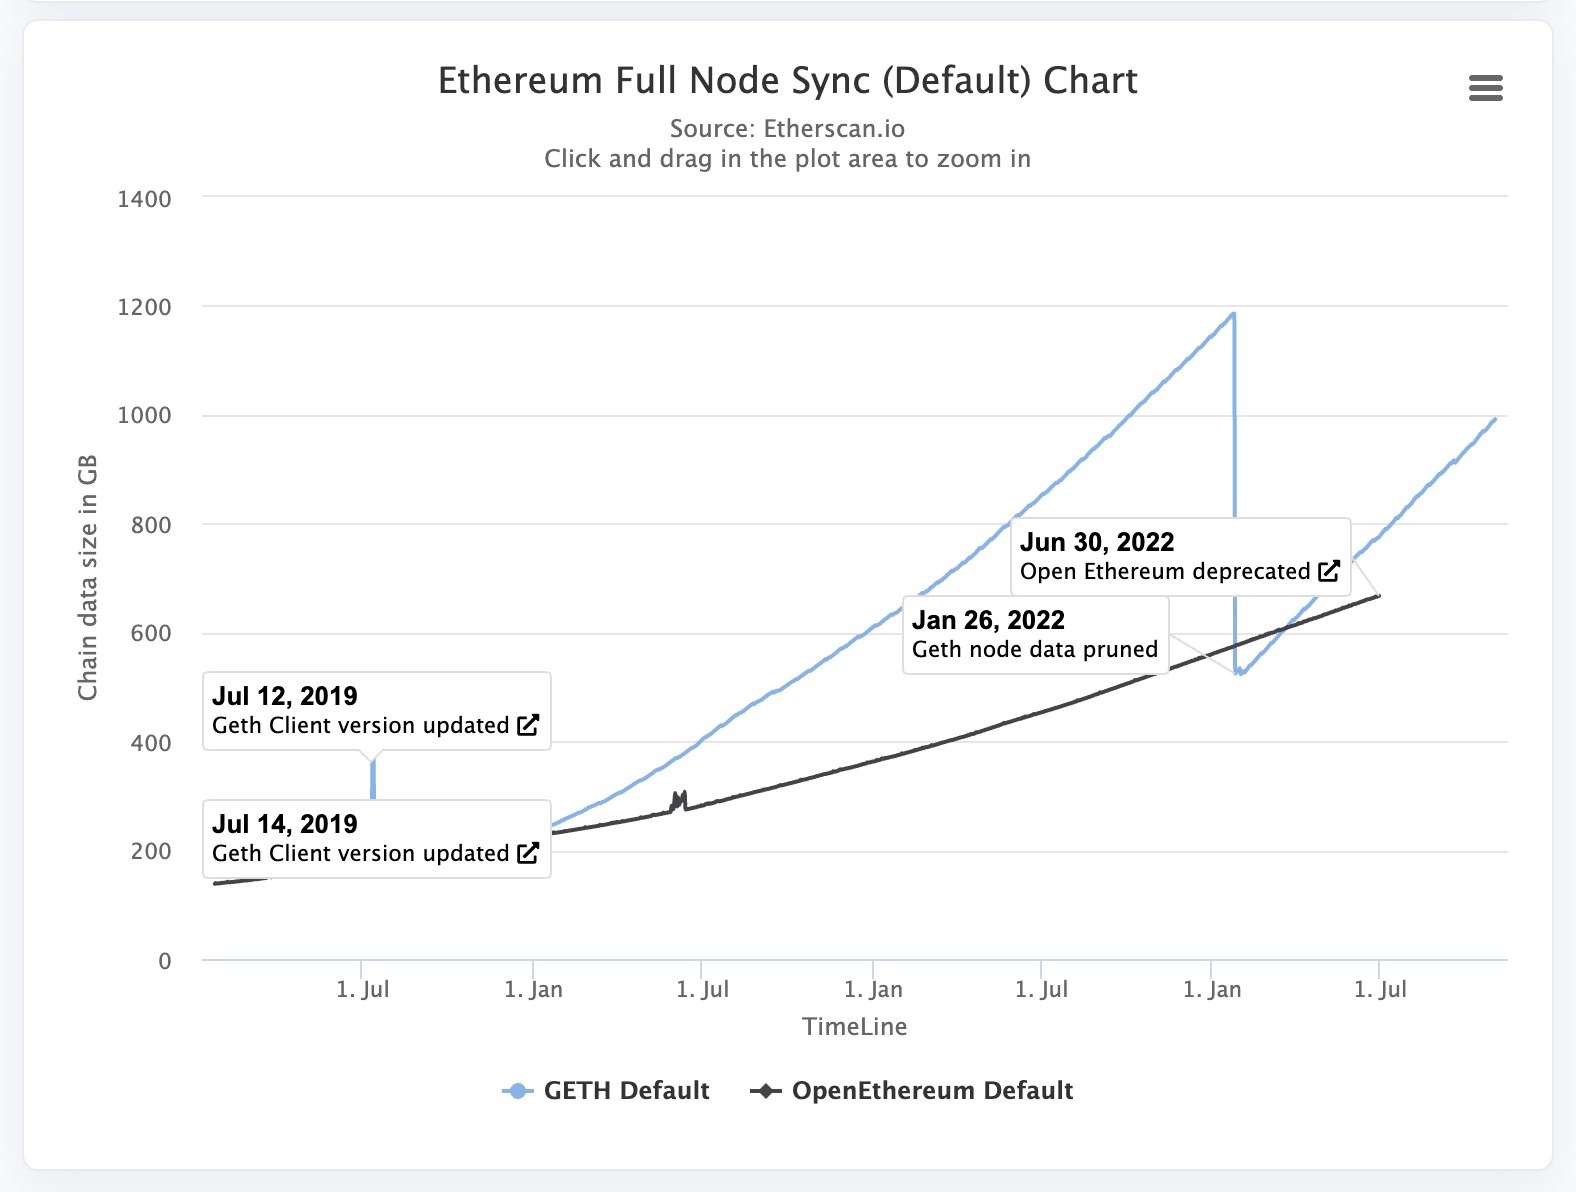 Ethereum Full Node Sync (Default) Chart
Source: Etherscan.io
Click and drag in the plot area to zoom in
Chain data size in GB
1400
1200
1000
800
600
400
200
0
Jun 30, 2022
Open Ethereum deprecated
Jan 26, 2022
Geth node data pruned
Jul 12, 2019
Geth Client version updated
Jul 14, 2019
Geth Client version updated
1. Jul
1. Jan
1. Jul
1. Jan
1. Jul
1. Jan
1. Jul
TimeLine
GETH Default
OpenEthereum Default